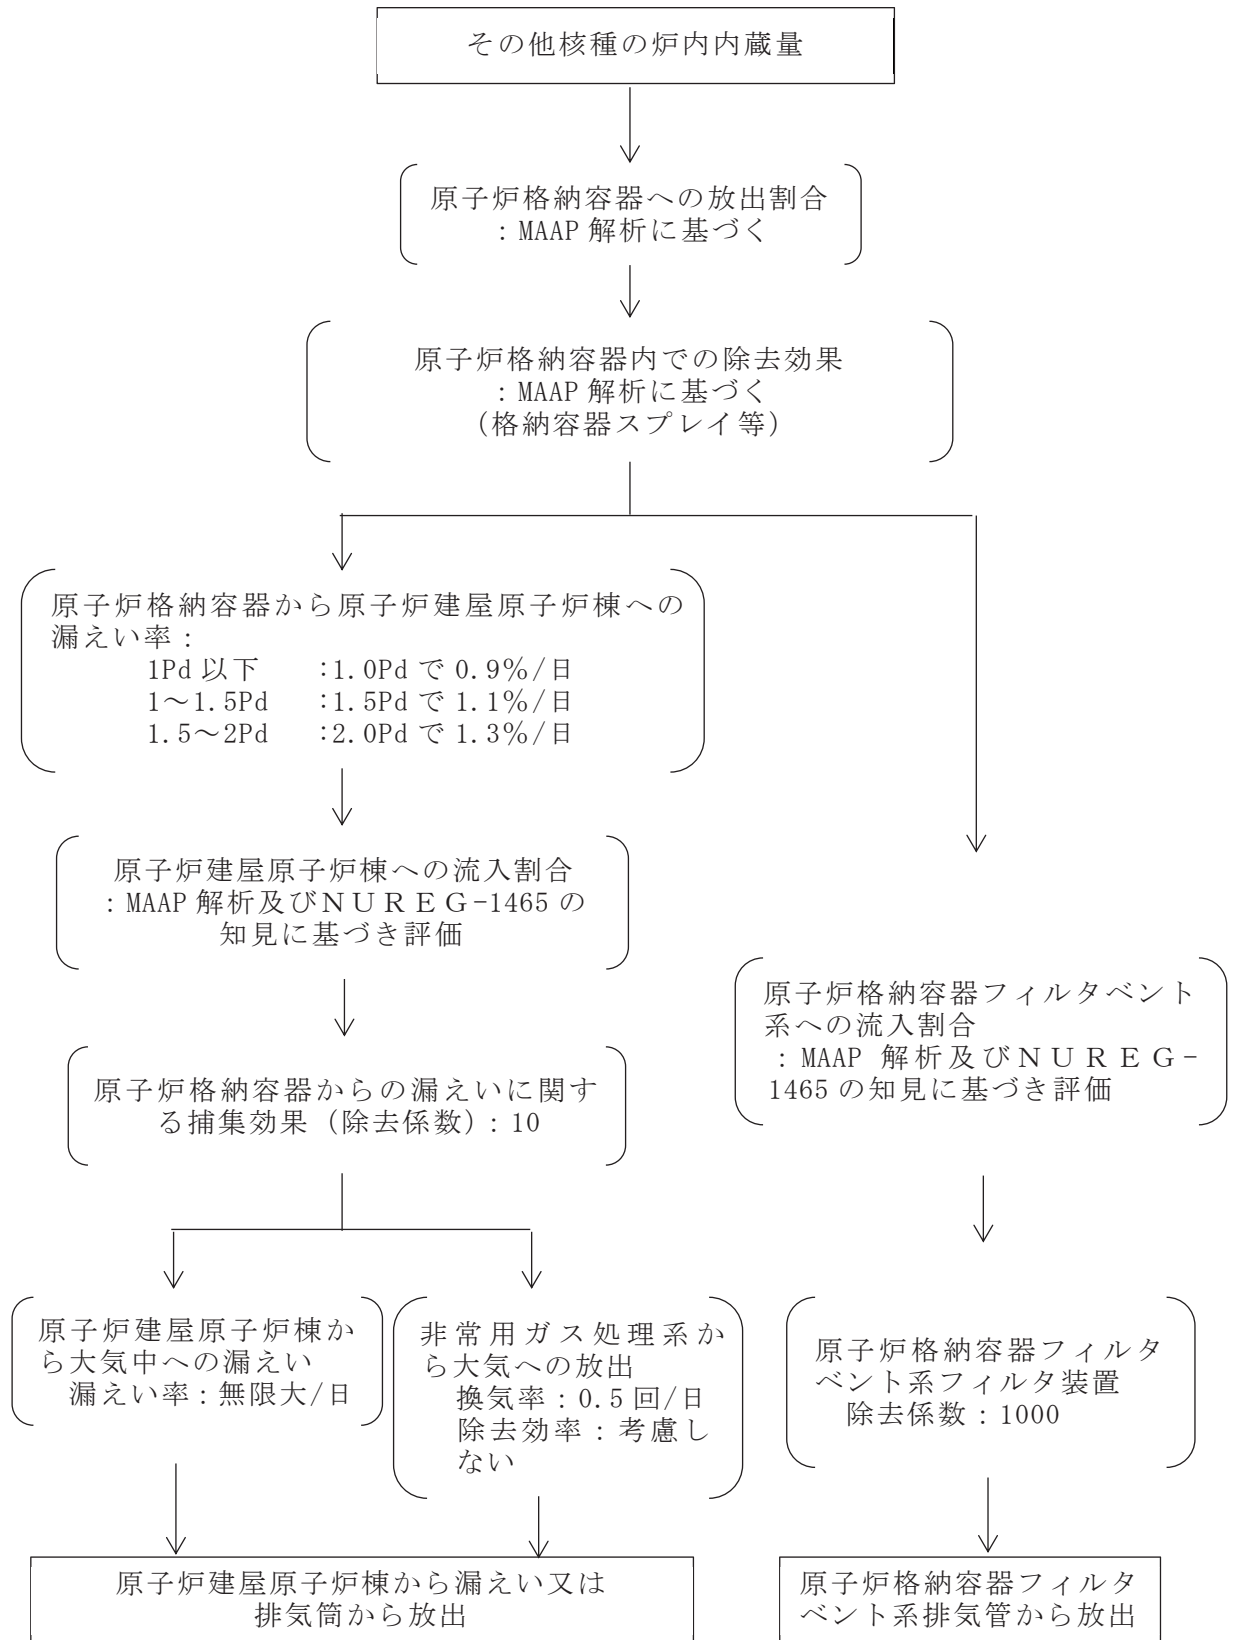 その他核種の炉内内蔵量
原子炉格納容器への放出割合
：MAAP 解析に基づく
原子炉格納容器内での除去効果
：MAAP 解析に基づく
（格納容器スプレイ等）
原子炉格納容器から原子炉建屋原子炉棟への
漏えい率：
1Pd 以下　：1.0Pd で 0.9%/日
1～1.5Pd　：1.5Pd で 1.1%/日
1.5～2Pd　：2.0Pd で 1.3%/日
原子炉建屋原子炉棟への流入割合
：MAAP 解析及びＮＵＲＥＧ-1465 の
知見に基づき評価
原子炉格納容器からの漏えいに関す
る捕集効果（除去係数）：10
原子炉建屋原子炉棟か
ら大気中への漏えい
漏えい率：無限大/日
非常用ガス処理系か
ら大気への放出
換気率：0.5 回/日
除去効率：考慮し
ない
原子炉建屋原子炉棟から漏えい又は
排気筒から放出
原子炉格納容器フィルタベント
系への流入割合
：MAAP 解析及びＮＵＲＥＧ-
1465 の知見に基づき評価
原子炉格納容器フィルタ
ベント系フィルタ装置
除去係数：1000
原子炉格納容器フィルタ
ベント系排気管から放出